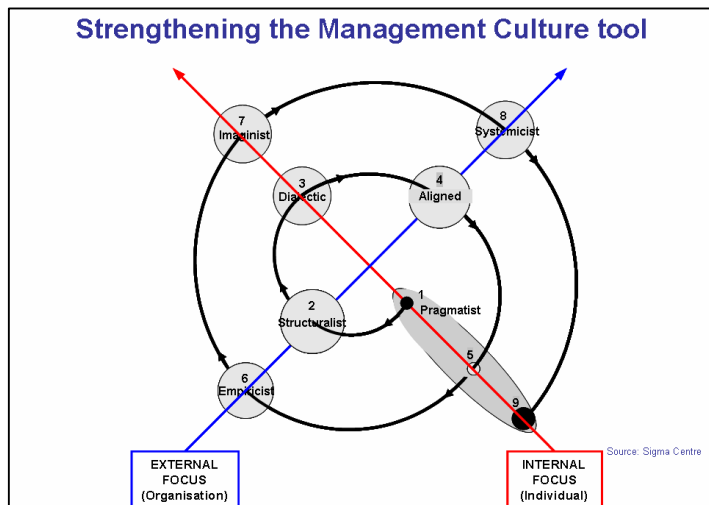 Strengthening the Management Culture tool
7
Imaginist
8
Systemicist
3
Dialectic
4
Aligned
1
Pragmatist
2
Structuralist
5
6
Empiricist
9
Source: Sigma Centre
EXTERNAL
FOCUS
(Organisation)
INTERNAL
FOCUS
(Individual)